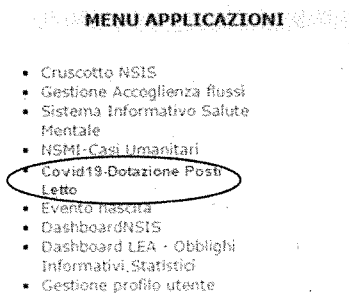 MENU APPLICAZIONI
• Cruscotto NSIS
• Gestione Accoglienza flussi
• Sistema Informativo Salute
Mentale
• NSMI-Casi Umanitari
• Covid19-Dotazione Posti
Letto
• Evento nascita
• DashboardNSIS
• Dashboard LEA - Obblighi
Informativi Statistici
• Gestione profilo utente